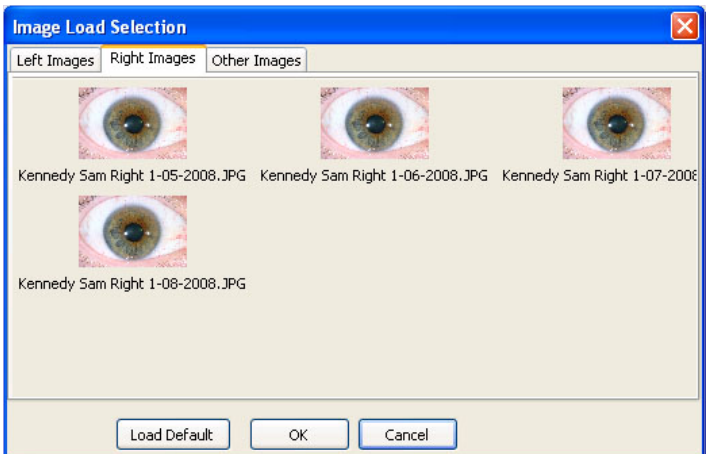 Image Load Selection
Left Images Right Images Other Images
Kennedy Sam Right 1-05-2008.JPG Kennedy Sam Right 1-06-2008.JPG Kennedy Sam Right 1-07-2008
Kennedy Sam Right 1-08-2008.JPG
Load Default OK Cancel